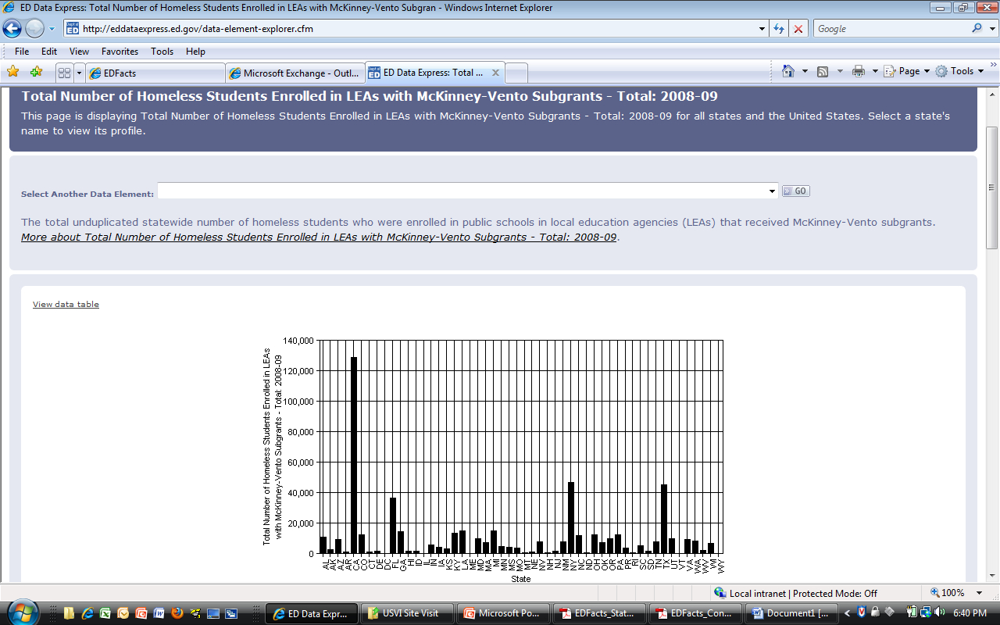 ED Data Express: Total Number of Homeless Students Enrolled in LEAs with McKinney-Vento Subgran - Windows Internet Explorer
http://eddataexpress.ed.gov/data-element-explorer.cfm
Google
File Edit View Favorites Tools Help
EDFacts
Microsoft Exchange - Outl...
ED Data Express: Total ...
Page
Tools
Total Number of Homeless Students Enrolled in LEAs with McKinney-Vento Subgrants - Total: 2008-09
This page is displaying Total Number of Homeless Students Enrolled in LEAs with McKinney-Vento Subgrants - Total: 2008-09 for all states and the United States. Select a state's
name to view its profile.
Select Another Data Element:
GO
The total unduplicated statewide number of homeless students who were enrolled in public schools in local education agencies (LEAs) that received McKinney-Vento subgrants.
More about Total Number of Homeless Students Enrolled in LEAs with McKinney-Vento Subgrants - Total: 2008-09.
View data table
Total Number of Homeless Students Enrolled in LEAs
with McKinney-Vento Subgrants - Total: 2008-09
140,000
120,000
100,000
80,000
60,000
40,000
20,000
0
AL AK AZ AR CA CO CT DE DC FL GA HI ID IL IN IA KS KY LA ME MD MA MI MN MS MO MT NE NV NH NJ NM NY NC ND OH OK OR PA PR RI SC SD TN TX UT VT VA WA WV WI WY
State
Local intranet | Protected Mode: Off
100%
ED Data Expr...
USVI Site Visit
Microsoft Po...
EDFacts_Stat...
EDFacts_Con...
Document1 [...
6:40 PM